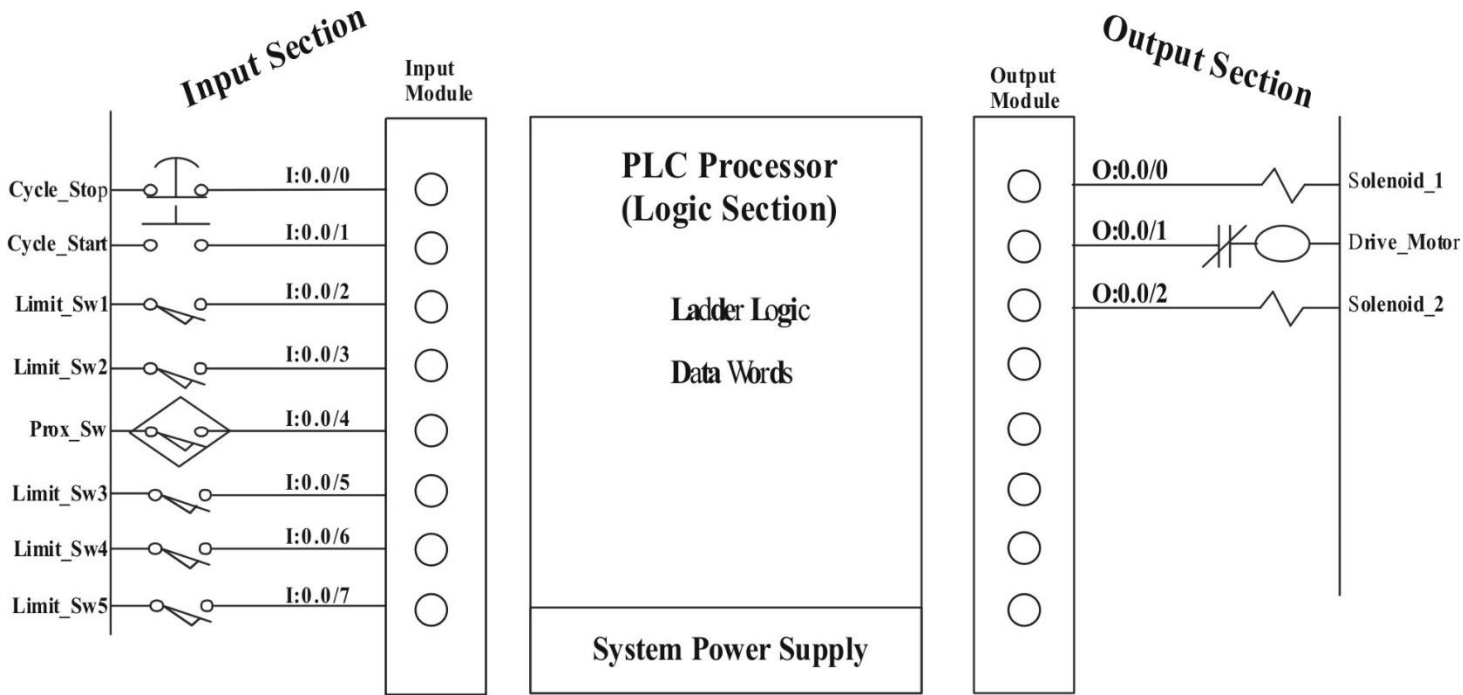 Input Section
Input
Module
Cycle_Stop
I:0.0/0
Cycle_Start
I:0.0/1
Limit_Sw1
I:0.0/2
Limit_Sw2
I:0.0/3
Prox_Sw
I:0.0/4
Limit_Sw3
I:0.0/5
Limit_Sw4
I:0.0/6
Limit_Sw5
I:0.0/7
PLC Processor
(Logic Section)
Ladder Logic
Data Words
System Power Supply
Output Section
Output
Module
O:0.0/0
Solenoid_1
O:0.0/1
Drive_Motor
O:0.0/2
Solenoid_2